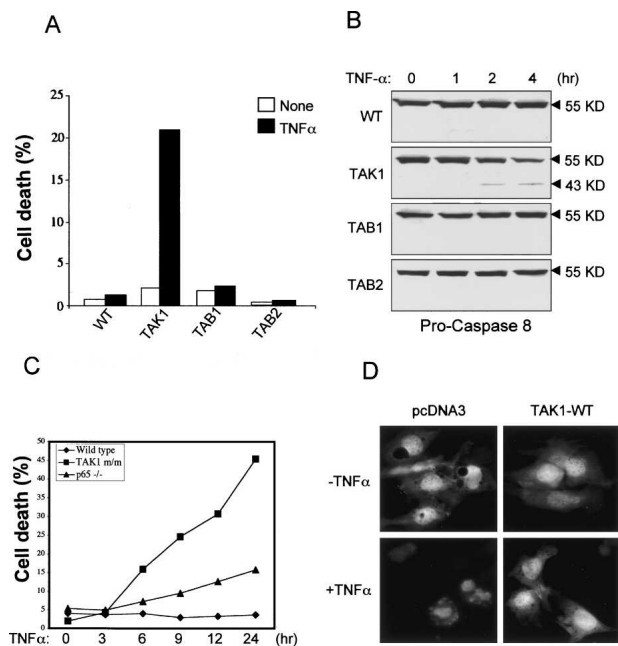 A
None
TNFα
Cell death (%)
25
20
15
10
5
0
WT
TAK1
TAB1
TAB2
B
TNF-α: 0 1 2 4 (hr)
WT
55 KD
TAK1
55 KD
43 KD
TAB1
55 KD
TAB2
55 KD
Pro-Caspase 8
C
Wild type
TAK1 m/m
p65 -/-
Cell death (%)
50
45
40
35
30
25
20
15
10
5
0
TNFα: 0 3 6 9 12 24 (hr)
D
pcDNA3 TAK1-WT
-TNFα
+TNFα